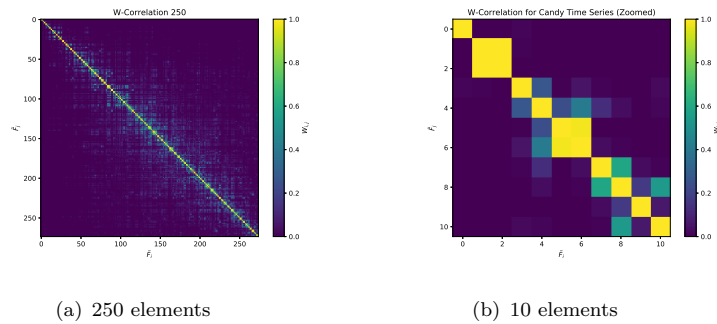 W-Correlation 250
0
50
100
150
200
250
F̃ⱼ
0 50 100 150 200 250
F̃ᵢ
1.0
0.8
0.6
0.4
0.2
0.0
Wᵢ,ⱼ
(a) 250 elements
W-Correlation for Candy Time Series (Zoomed)
0
2
4
6
8
10
F̃ⱼ
0 2 4 6 8 10
F̃ᵢ
1.0
0.8
0.6
0.4
0.2
0.0
(b) 10 elements